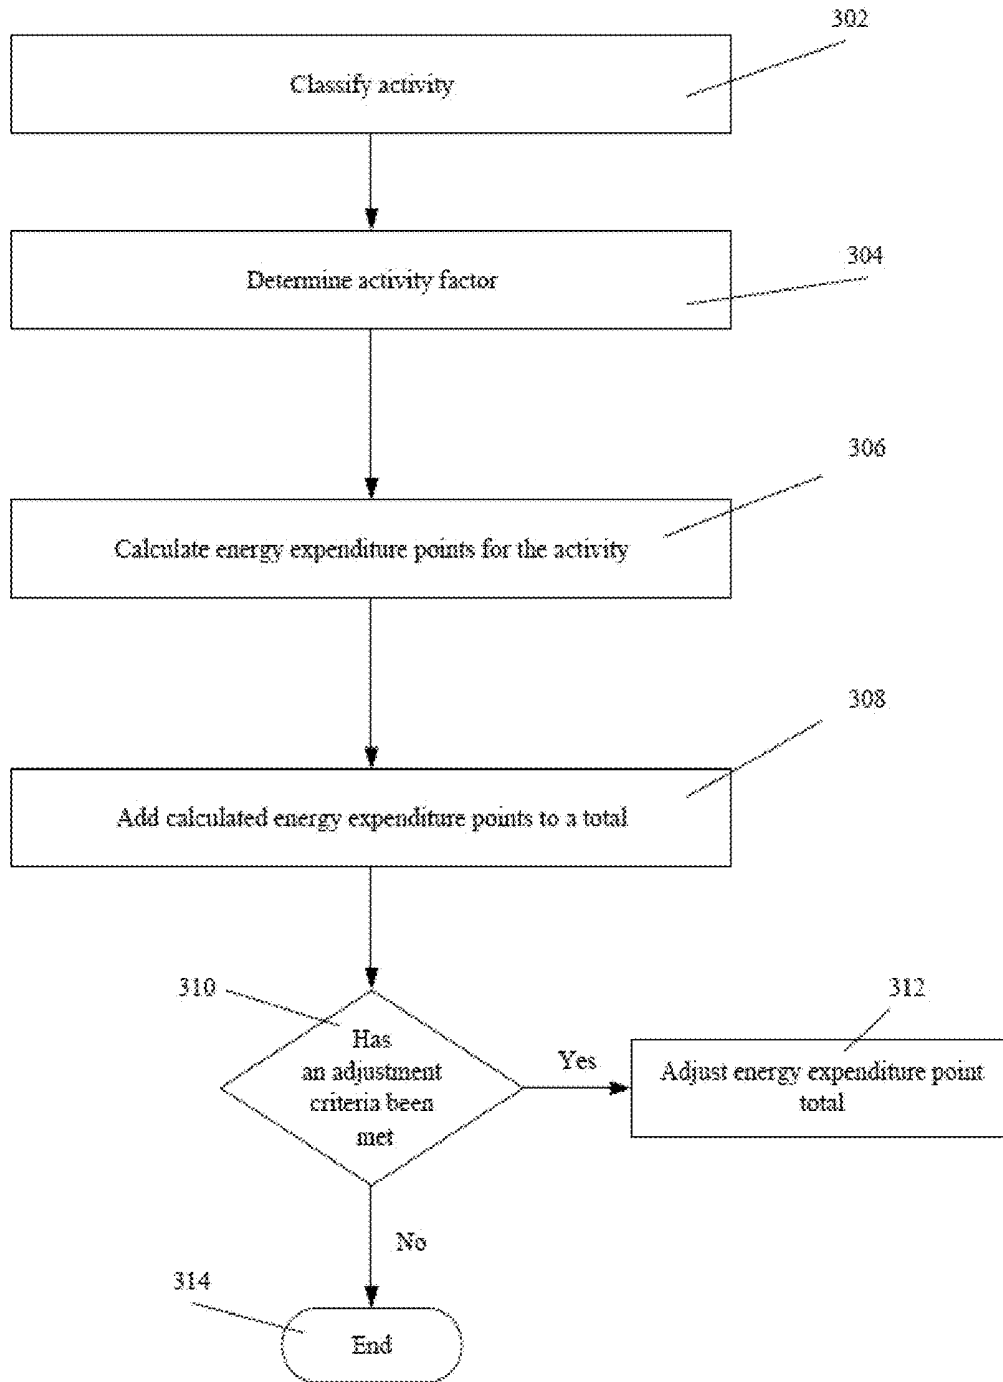 302
Classify activity
304
Determine activity factor
306
Calculate energy expenditure points for the activity
308
Add calculated energy expenditure points to a total
310
Has
an adjustment
criteria been
met
Yes
312
Adjust energy expenditure point
total
No
314
End